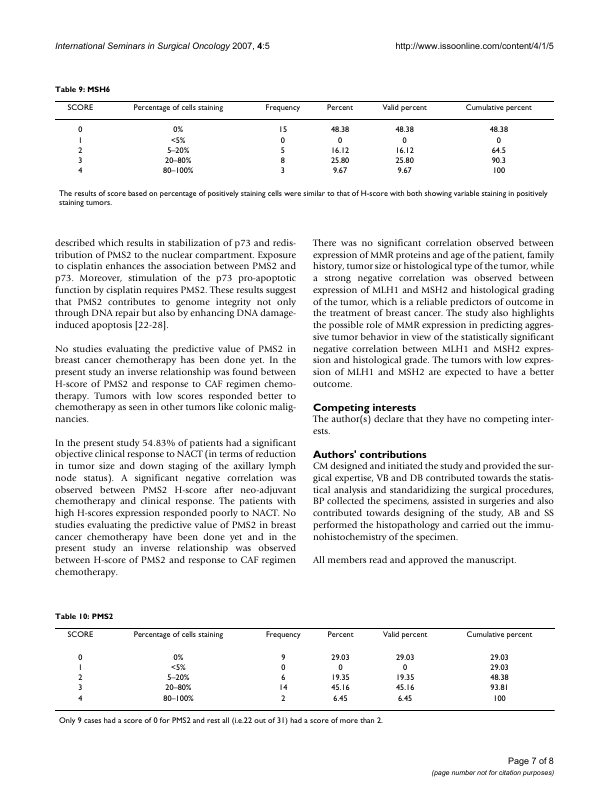 International Seminars in Surgical Oncology 2007, 4:5 http://www.issoonline.com/content/4/1/5
Table 9: MSH6
SCORE Percentage of cells staining Frequency Percent Valid percent Cumulative percent
0 0% 15 48.38 48.38 48.38
1 <5% 0 0 0 0
2 5–20% 5 16.12 16.12 64.5
3 20–80% 8 25.80 25.80 90.3
4 80–100% 3 9.67 9.67 100
The results of score based on percentage of positively staining cells were similar to that of H-score with both showing variable staining in positively
staining tumors.
described which results in stabilization of p73 and redis-
tribution of PMS2 to the nuclear compartment. Exposure
to cisplatin enhances the association between PMS2 and
p73. Moreover, stimulation of the p73 pro-apoptotic
function by cisplatin requires PMS2. These results suggest
that PMS2 contributes to genome integrity not only
through DNA repair but also by enhancing DNA damage-
induced apoptosis [22-28].
No studies evaluating the predictive value of PMS2 in
breast cancer chemotherapy has been done yet. In the
present study an inverse relationship was found between
H-score of PMS2 and response to CAF regimen chemo-
therapy. Tumors with low scores responded better to
chemotherapy as seen in other tumors like colonic malig-
nancies.
In the present study 54.83% of patients had a significant
objective clinical response to NACT (in terms of reduction
in tumor size and down staging of the axillary lymph
node status). A significant negative correlation was
observed between PMS2 H-score after neo-adjuvant
chemotherapy and clinical response. The patients with
high H-scores expression responded poorly to NACT. No
studies evaluating the predictive value of PMS2 in breast
cancer chemotherapy have been done yet and in the
present study an inverse relationship was observed
between H-score of PMS2 and response to CAF regimen
chemotherapy.
There was no significant correlation observed between
expression of MMR proteins and age of the patient, family
history, tumor size or histological type of the tumor, while
a strong negative correlation was observed between
expression of MLH1 and MSH2 and histological grading
of the tumor, which is a reliable predictors of outcome in
the treatment of breast cancer. The study also highlights
the possible role of MMR expression in predicting aggres-
sive tumor behavior in view of the statistically significant
negative correlation between MLH1 and MSH2 expres-
sion and histological grade. The tumors with low expres-
sion of MLH1 and MSH2 are expected to have a better
outcome.
Competing interests
The author(s) declare that they have no competing inter-
ests.
Authors' contributions
CM designed and initiated the study and provided the sur-
gical expertise, VB and DB contributed towards the statis-
tical analysis and standardizing the surgical procedures,
BP collected the specimens, assisted in surgeries and also
contributed towards designing of the study, AB and SS
performed the histopathology and carried out the immu-
nohistochemistry of the specimen.
All members read and approved the manuscript.
Table 10: PMS2
SCORE Percentage of cells staining Frequency Percent Valid percent Cumulative percent
0 0% 9 29.03 29.03 29.03
1 <5% 0 0 0 29.03
2 5–20% 6 19.35 19.35 48.38
3 20–80% 14 45.16 45.16 93.81
4 80–100% 2 6.45 6.45 100
Only 9 cases had a score of 0 for PMS2 and rest all (i.e.22 out of 31) had a score of more than 2.
Page 7 of 8
(page number not for citation purposes)